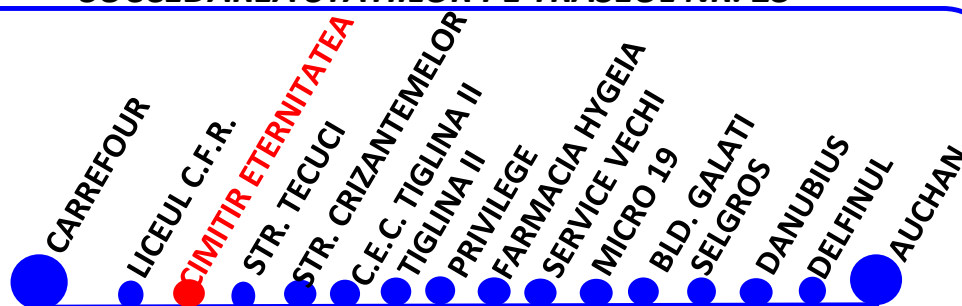 CARREFOUR
LICEUL C.F.R.
CIMITIR ETERNITATEA
STR. TECUCI
STR. CRIZANTEMELOR
C.E.C. TIGLINA II
TIGLINA II
PRIVILEGE
FARMACIA HYGEIA
SERVICE VECHI
MICRO 19
BLD. GALATI
SELGROS
DANUBIUS
DELFINUL
AUCHAN